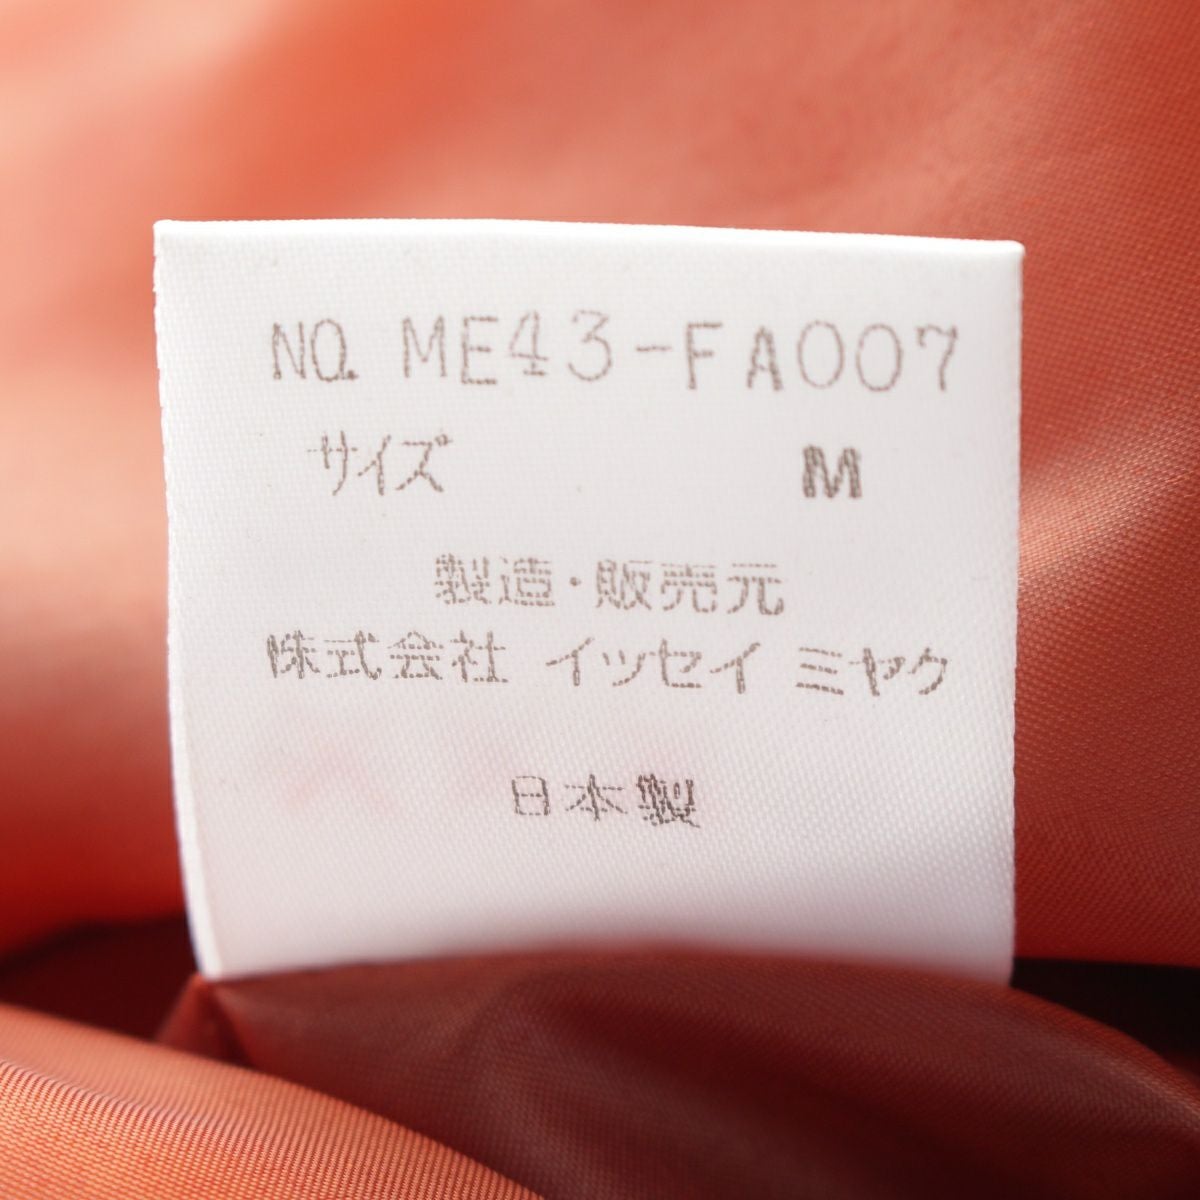 NO. ME43-FA007
サイズ M
製造・販売元
株式会社 イッセイ ミヤケ
日本製